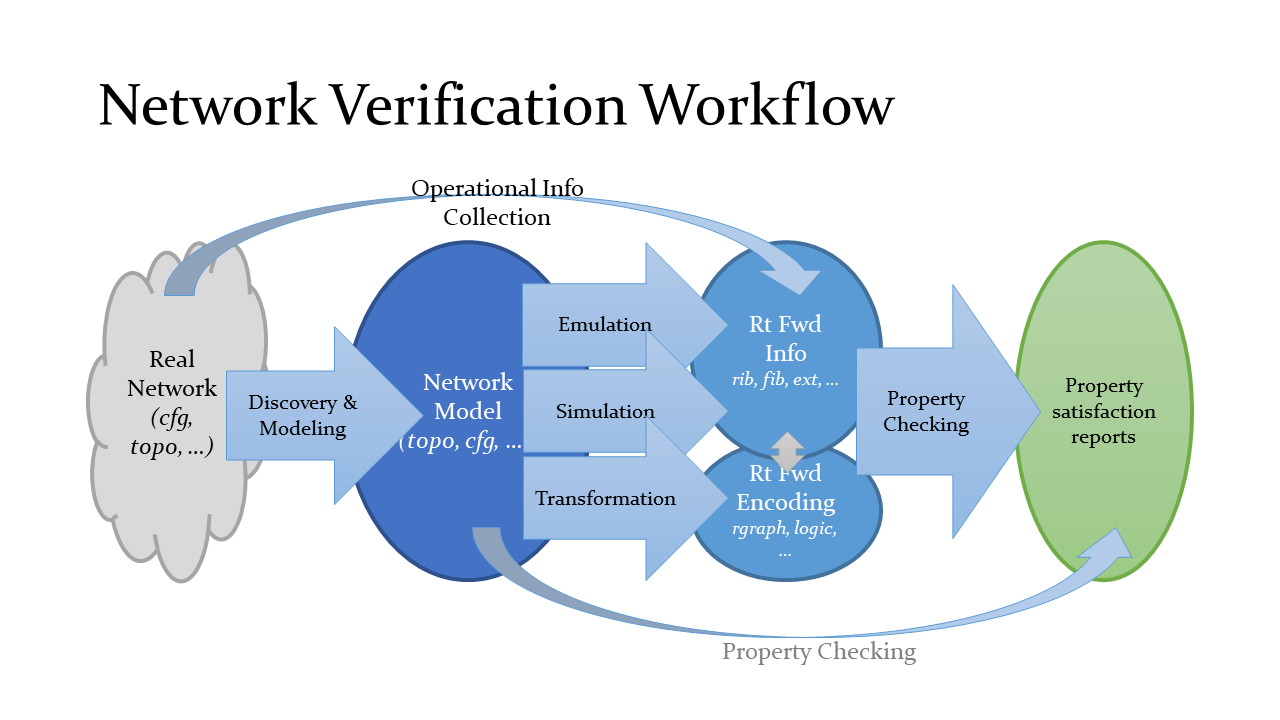 Network Verification Workflow
Operational Info
Collection
Real
Network
(cfg,
topo, ...)
Discovery &
Modeling
Network
Model
(topo, cfg, ...
Emulation
Simulation
Transformation
Rt Fwd
Info
rib, fib, ext, ...
Rt Fwd
Encoding
rgraph, logic,
...
Property
Checking
Property
satisfaction
reports
Property Checking